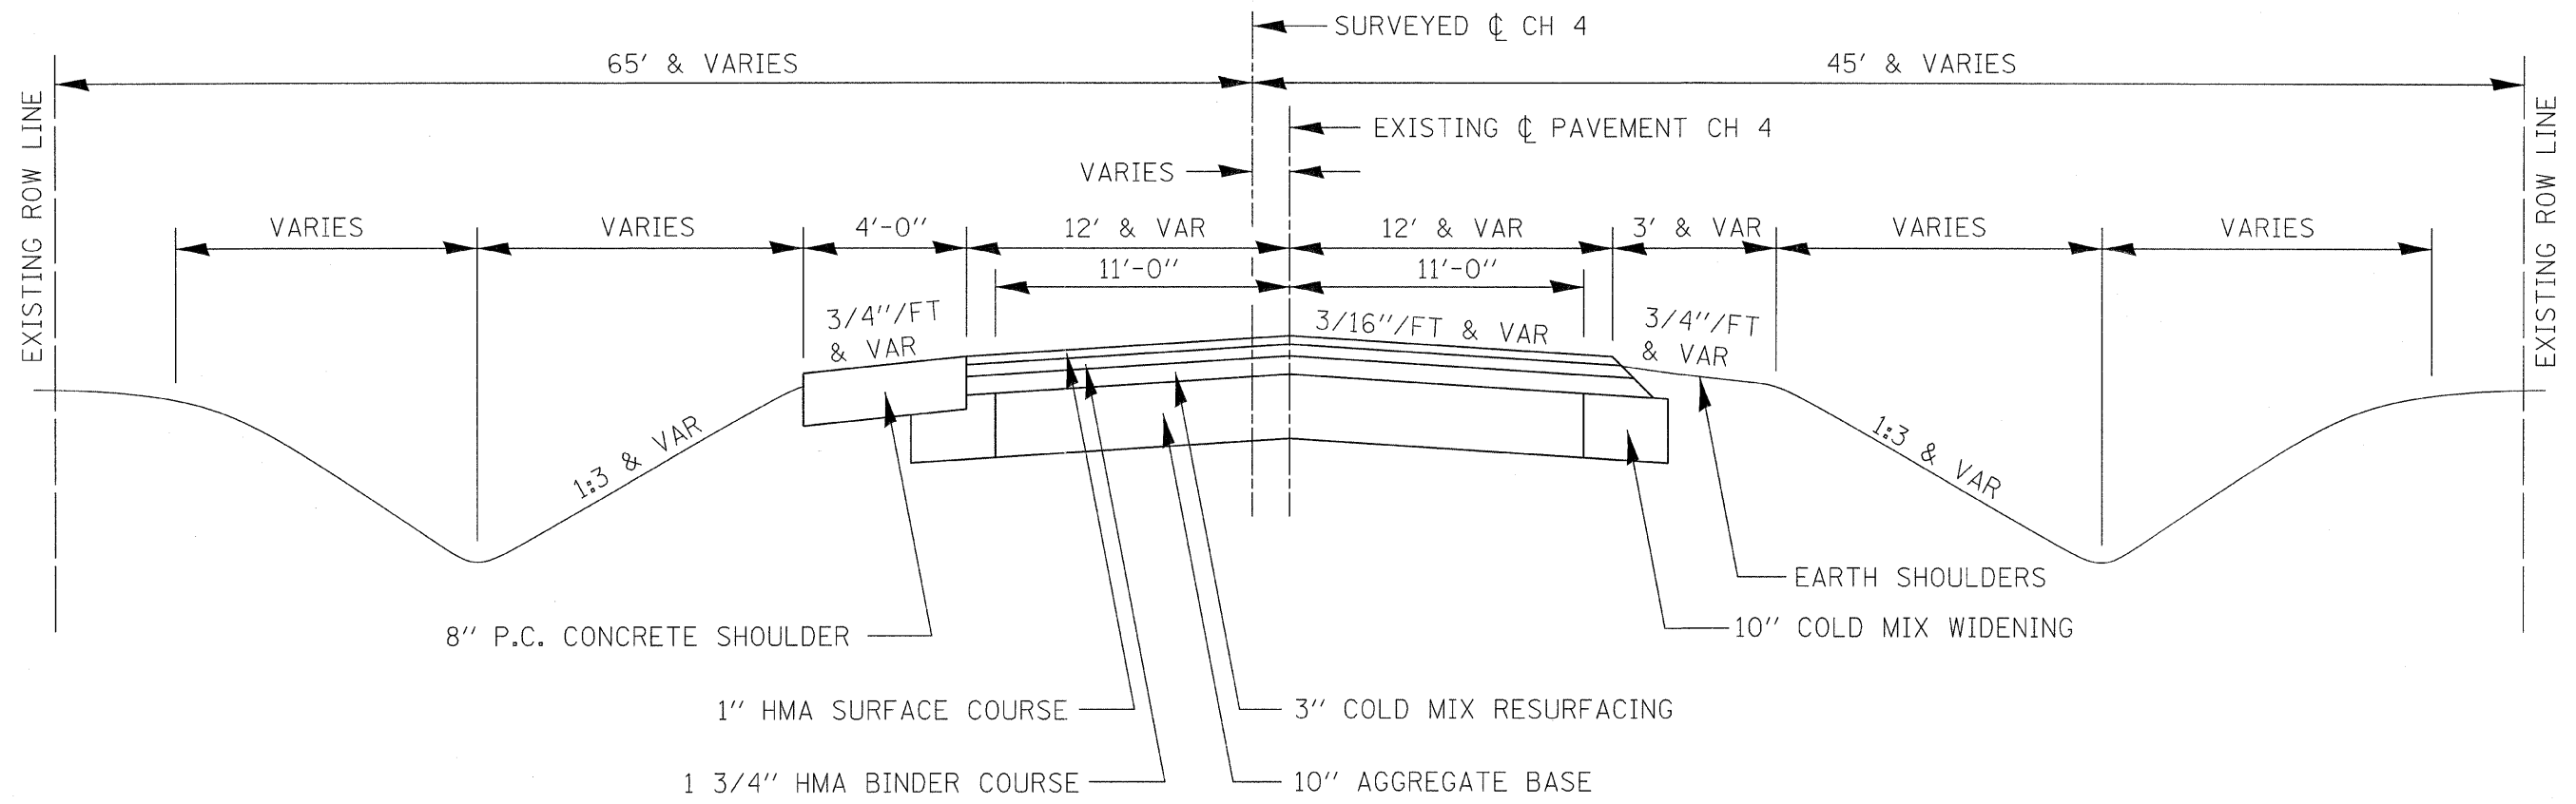 SURVEYED ℄ CH 4
65' & VARIES
45' & VARIES
EXISTING ROW LINE
EXISTING ROW LINE
EXISTING ℄ PAVEMENT CH 4
VARIES
VARIES
VARIES
4'-0"
12' & VAR
12' & VAR
3' & VAR
VARIES
VARIES
11'-0"
11'-0"
3/4"/FT
& VAR
3/16"/FT & VAR
3/4"/FT
& VAR
1:3 & VAR
1:3 & VAR
EARTH SHOULDERS
8" P.C. CONCRETE SHOULDER
10" COLD MIX WIDENING
1" HMA SURFACE COURSE
3" COLD MIX RESURFACING
1 3/4" HMA BINDER COURSE
10" AGGREGATE BASE